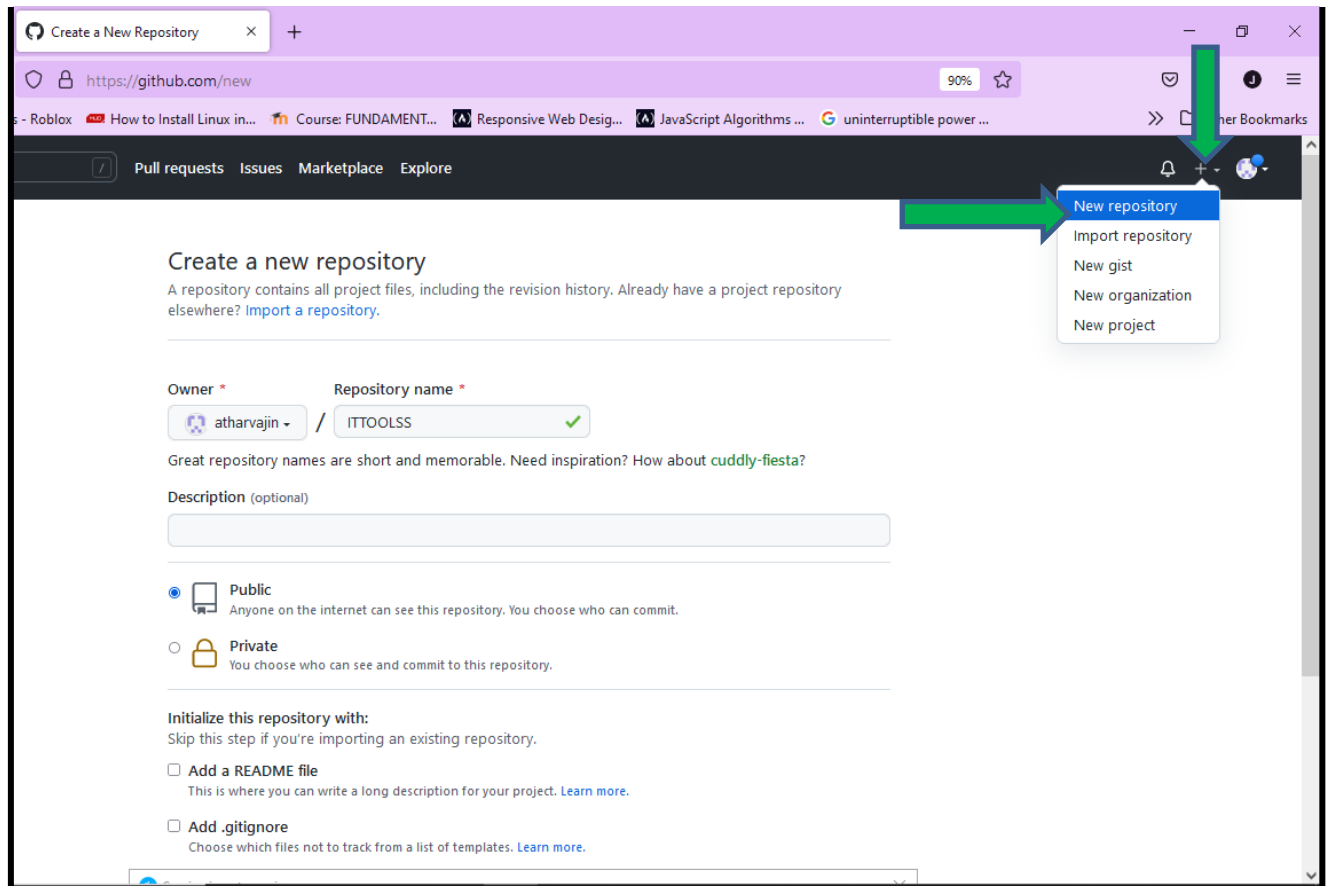 Create a New Repository
https://github.com/new
90%
J
s - Roblox How to Install Linux in... Course: FUNDAMENT... Responsive Web Desig... JavaScript Algorithms ... uninterruptible power ... Bookmarks
/ Pull requests Issues Marketplace Explore
New repository
Import repository
New gist
New organization
New project
Create a new repository
A repository contains all project files, including the revision history. Already have a project repository
elsewhere? Import a repository.
Owner * Repository name *
atharvajin / ITTOOLSS
Great repository names are short and memorable. Need inspiration? How about cuddly-fiesta?
Description (optional)
Public
Anyone on the internet can see this repository. You choose who can commit.
Private
You choose who can see and commit to this repository.
Initialize this repository with:
Skip this step if you're importing an existing repository.
Add a README file
This is where you can write a long description for your project. Learn more.
Add .gitignore
Choose which files not to track from a list of templates. Learn more.